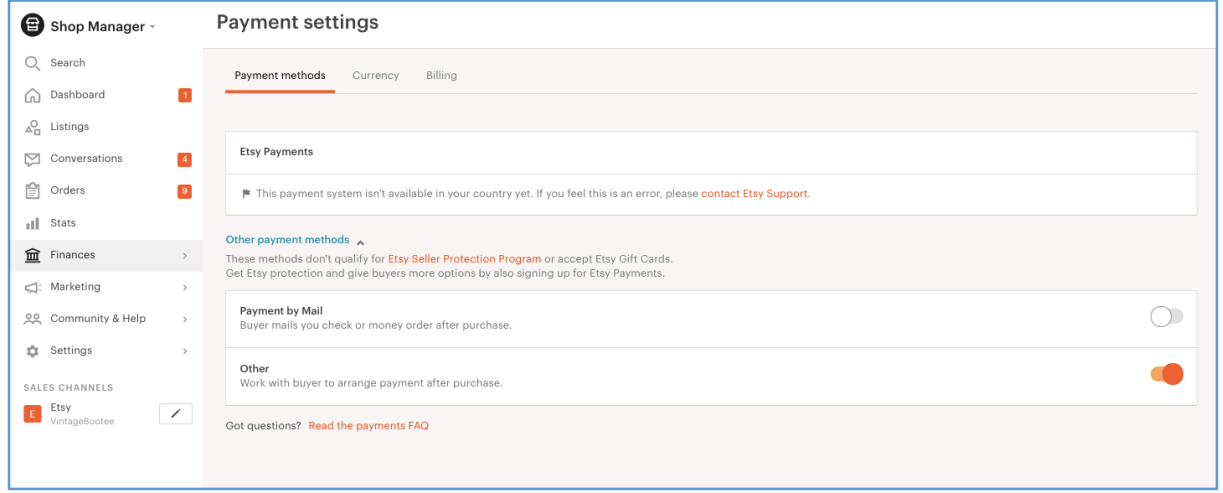 Shop Manager
Payment settings
Search
Dashboard 1
Listings
Conversations 4
Orders 9
Stats
Finances
Marketing
Community & Help
Settings
SALES CHANNELS
E Etsy
VintageBootee
Payment methods Currency Billing
Etsy Payments
This payment system isn't available in your country yet. If you feel this is an error, please contact Etsy Support.
Other payment methods
These methods don't qualify for Etsy Seller Protection Program or accept Etsy Gift Cards.
Get Etsy protection and give buyers more options by also signing up for Etsy Payments.
Payment by Mail
Buyer mails you check or money order after purchase.
Other
Work with buyer to arrange payment after purchase.
Got questions? Read the payments FAQ